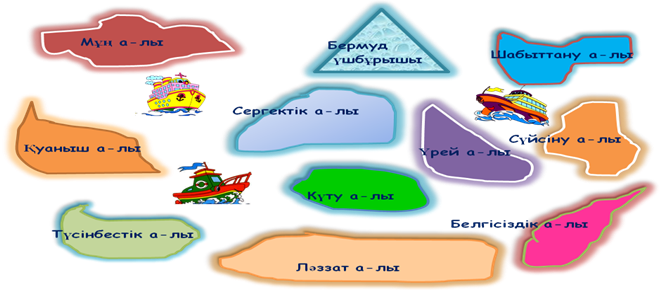 Мұң а-лы
Бермуд
үшбұрышы
Шабыттану а-лы
Сергектік а-лы
Қуаныш а-лы
Үрей а-лы
Сүйсіну а-лы
Күту а-лы
Түсінбестік а-лы
Белгісіздік а-лы
Ләззат а-лы